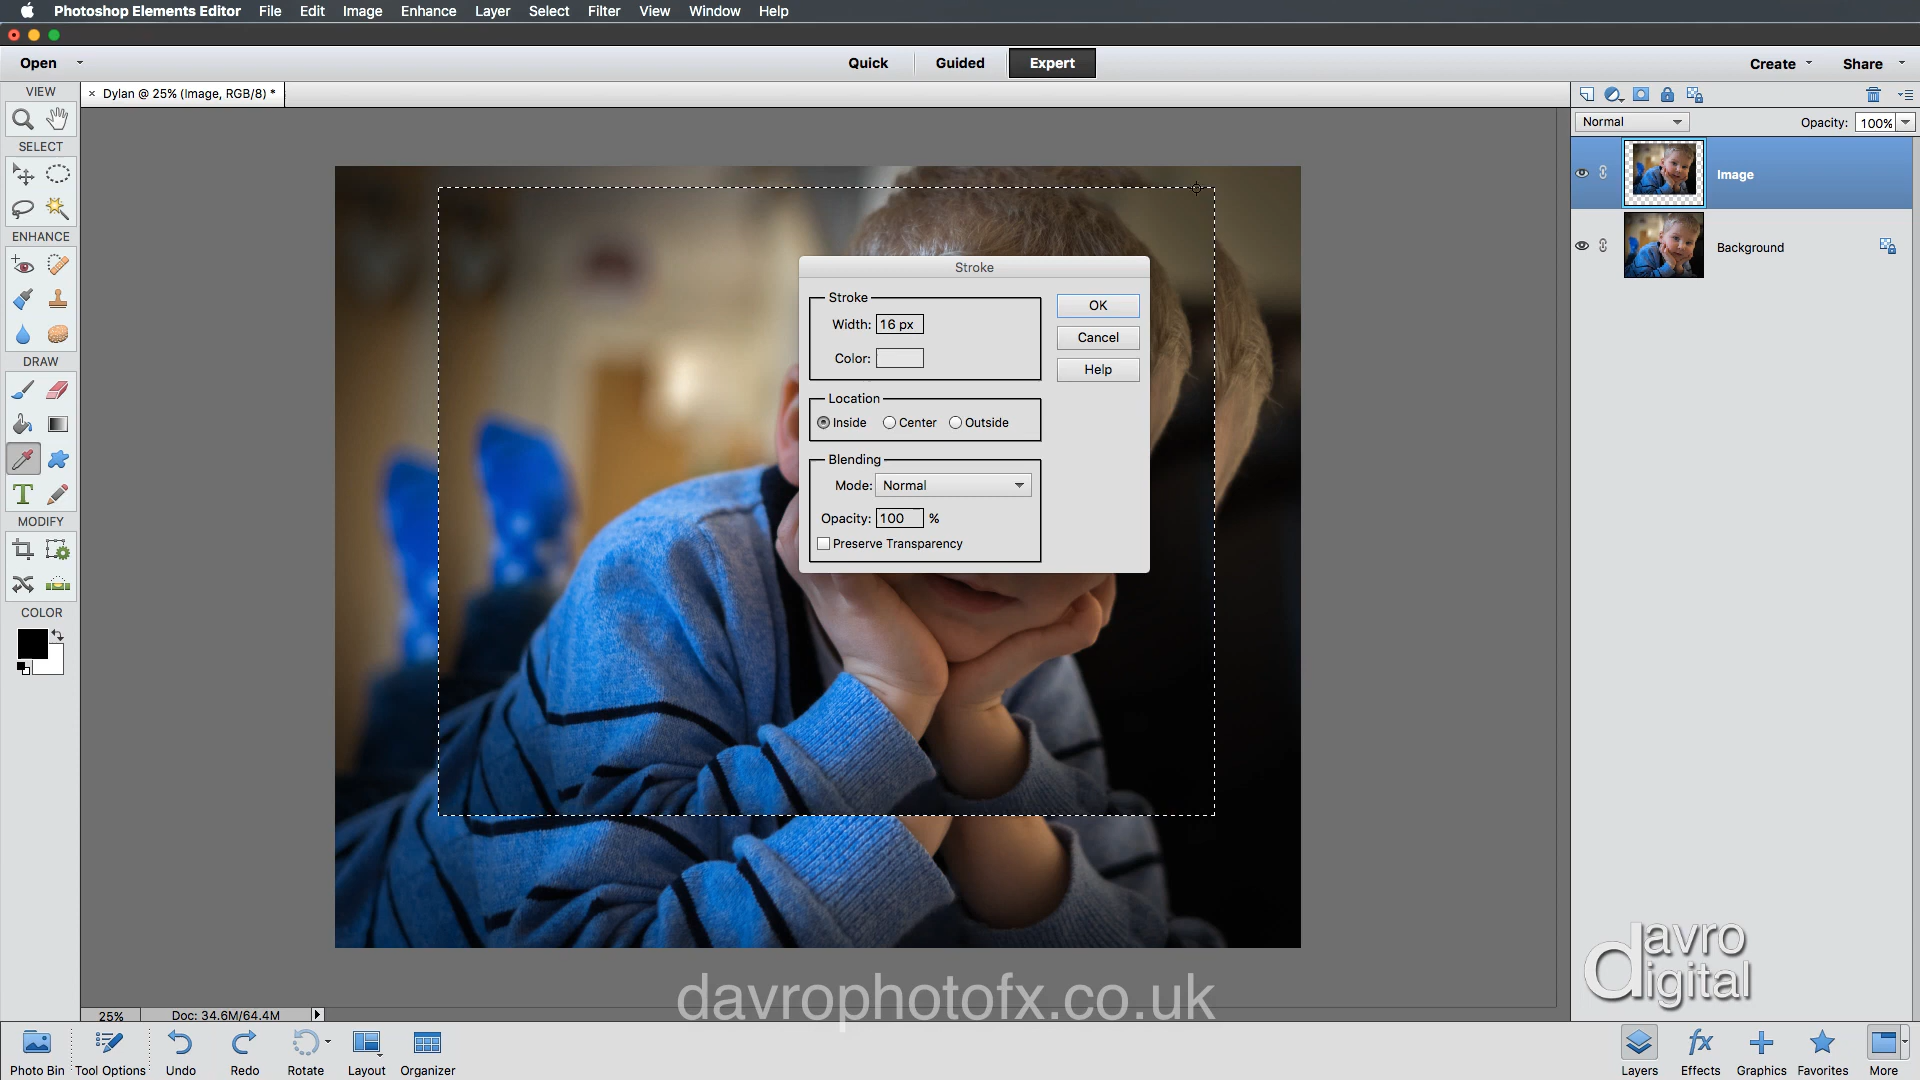 Photoshop Elements Editor File Edit Image Enhance Layer Select Filter View Window Help
Open Quick Guided Expert Create Share
VIEW
× Dylan @ 25% (Image, RGB/8) *
Normal Opacity: 100%
SELECT
Image
ENHANCE
Background
Stroke
Stroke
Width: 16 px
Color:
OK
Cancel
Help
DRAW
Location
Inside Center Outside
Blending
Mode: Normal
Opacity: 100 %
Preserve Transparency
T
MODIFY
COLOR
davro
digital
davrophotofx.co.uk
25% Doc: 34.6M/64.4M
fx
Photo Bin Tool Options Undo Redo Rotate Layout Organizer Layers Effects Graphics Favorites More